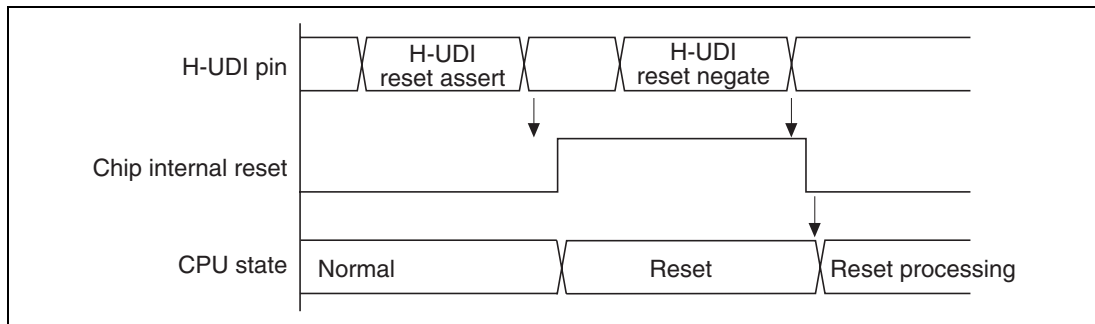 H-UDI pin
H-UDI
reset assert
H-UDI
reset negate
Chip internal reset
CPU state
Normal
Reset
Reset processing